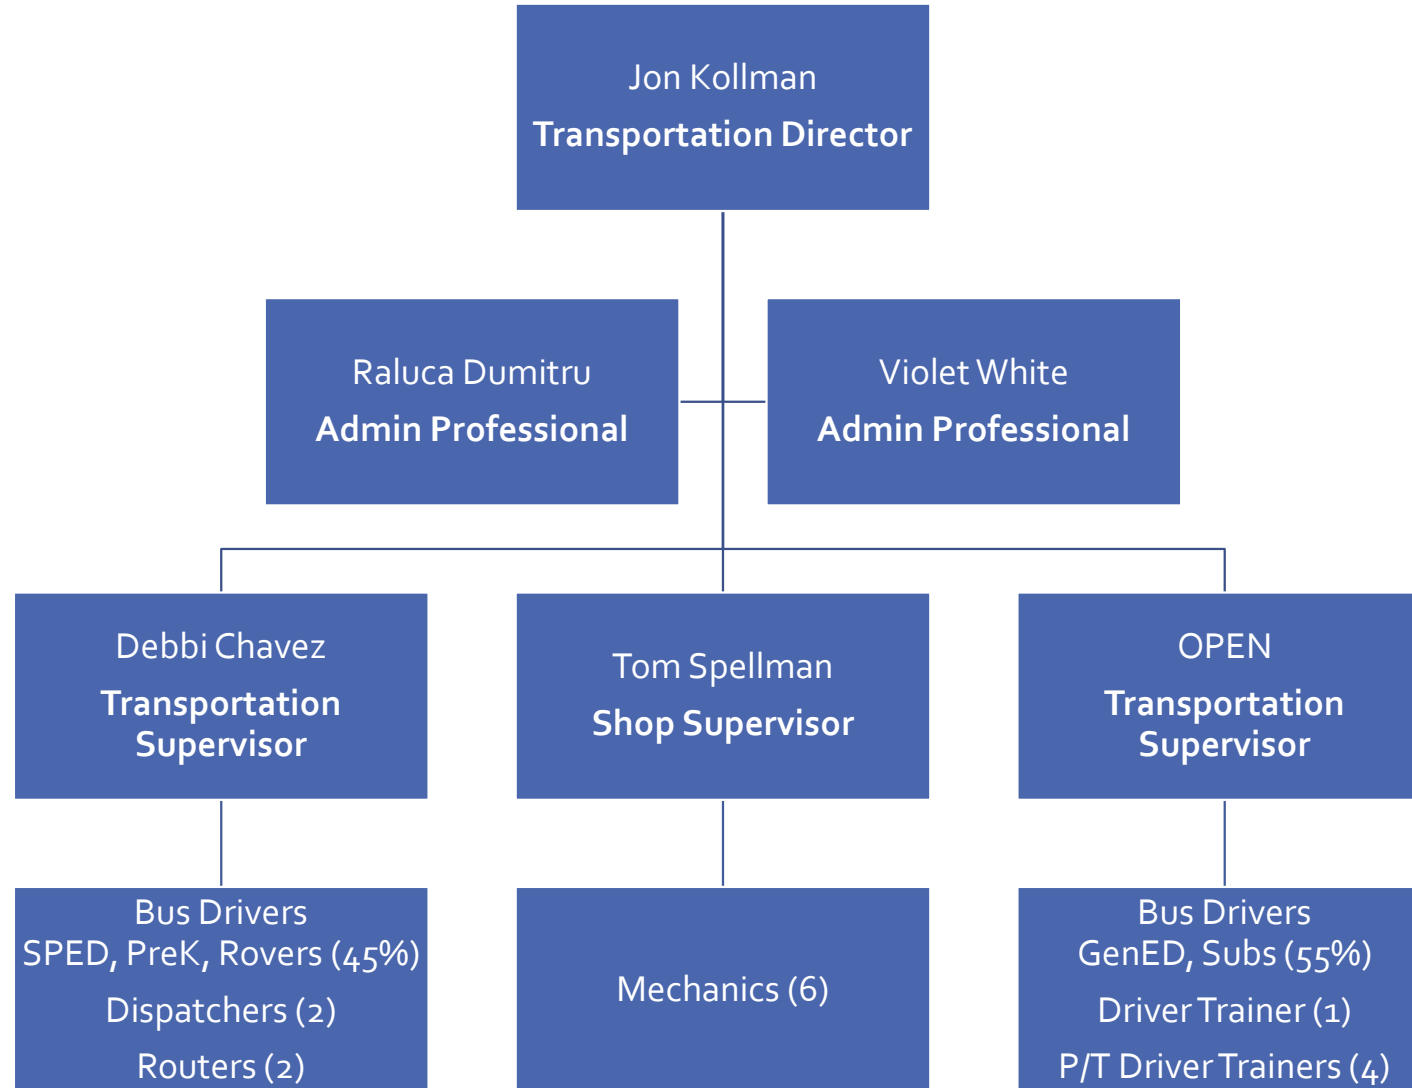 Jon Kollman
Transportation Director
Raluca Dumitru
Admin Professional
Violet White
Admin Professional
Debbi Chavez
Transportation
Supervisor
Tom Spellman
Shop Supervisor
OPEN
Transportation
Supervisor
Bus Drivers
SPED, PreK, Rovers (45%)
Dispatchers (2)
Routers (2)
Mechanics (6)
Bus Drivers
GenED, Subs (55%)
Driver Trainer (1)
P/T Driver Trainers (4)